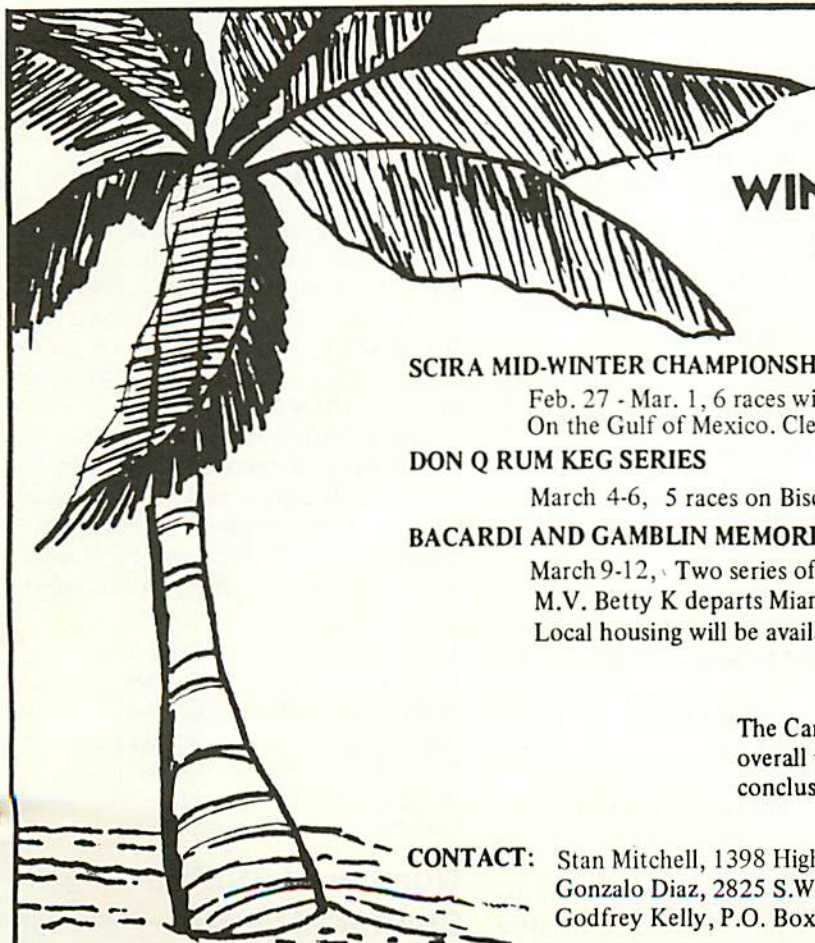 WIN
SCIRA MID-WINTER CHAMPIONSH
Feb. 27 - Mar. 1, 6 races wi
On the Gulf of Mexico. Cle
DON Q RUM KEG SERIES
March 4-6, 5 races on Bisc
BACARDI AND GAMBLIN MEMORI
March 9-12, Two series of
M.V. Betty K departs Miam
Local housing will be avail
The Car
overall
conclus
CONTACT: Stan Mitchell, 1398 High
Gonzalo Diaz, 2825 S.W
Godfrey Kelly, P.O. Box